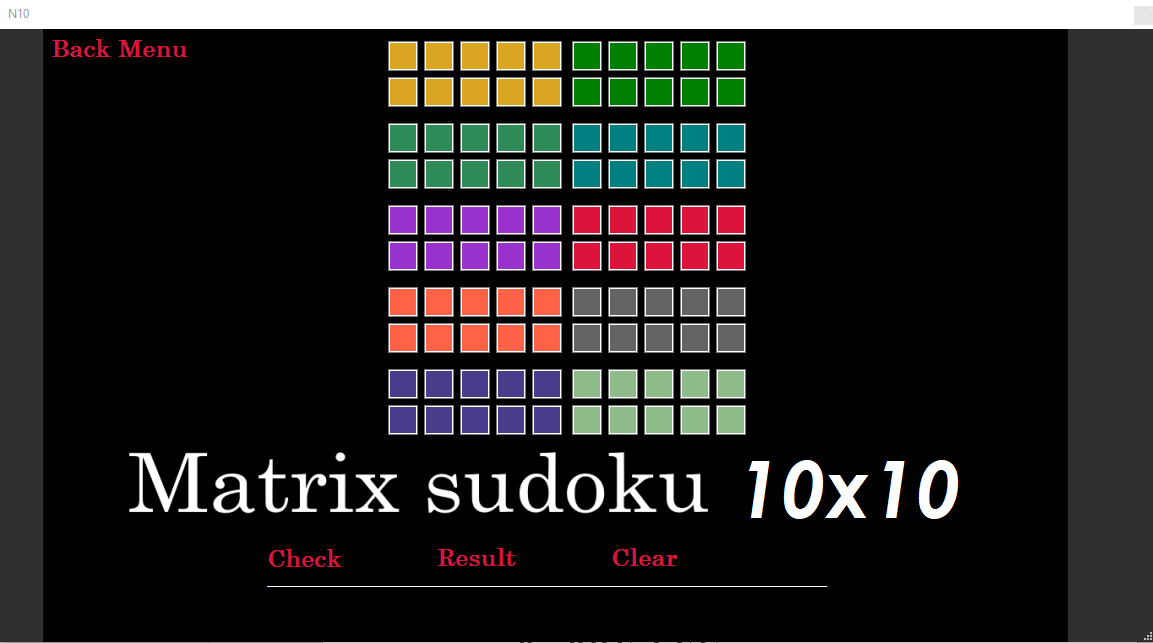 N10
Back Menu
Matrix sudoku 10x10
Check
Result
Clear